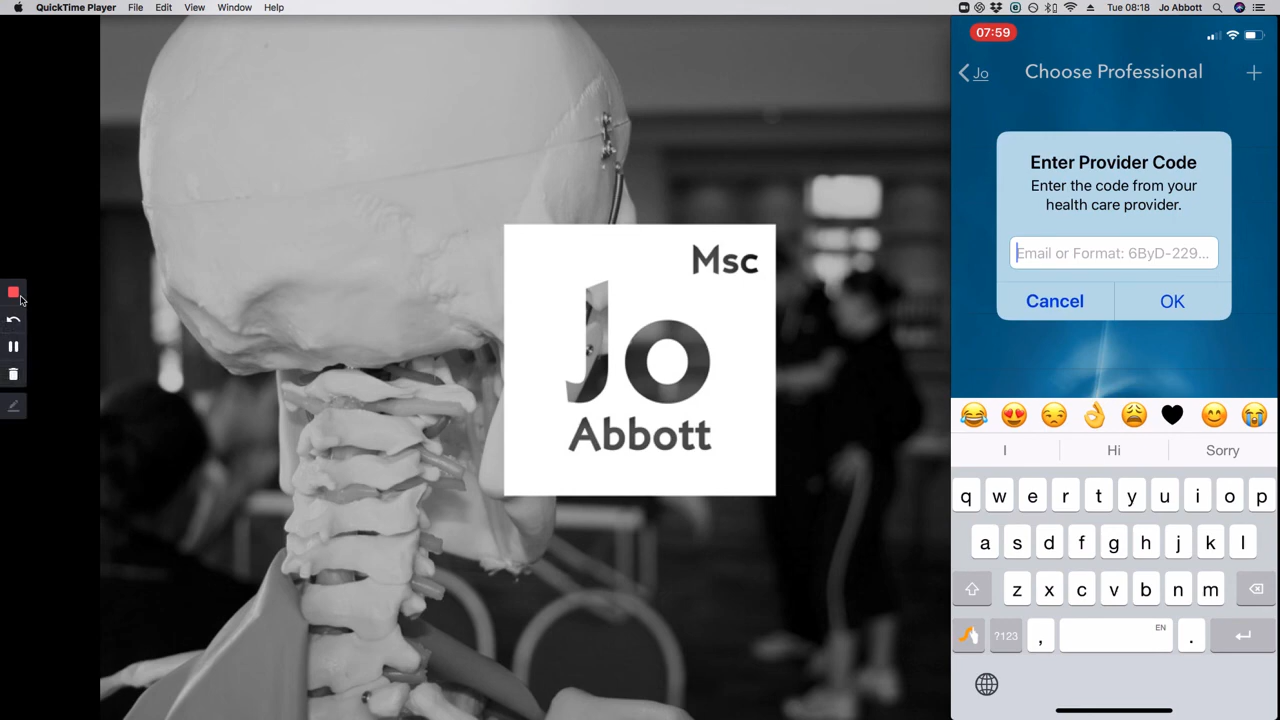 QuickTime Player File Edit View Window Help
Tue 08:18 Jo Abbott
07:59
Jo
Choose Professional
Enter Provider Code
Enter the code from your
health care provider.
Email or Format: 6ByD-229...
Cancel
OK
Msc
Jo
Abbott
I
Hi
Sorry
q w e r t y u i o p
a s d f g h j k l
z x c v b n m
?123 , EN .